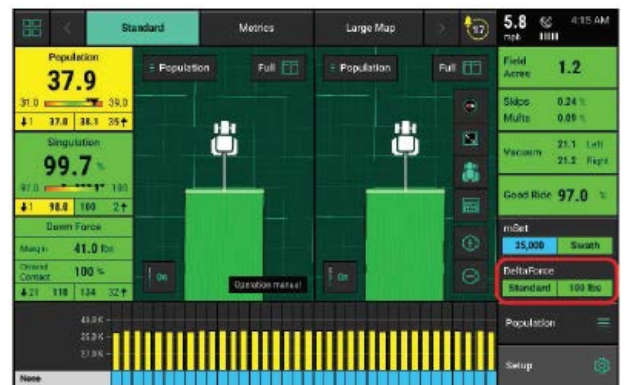 Standard
Metrics
Large Map
17
5.8
mph
4:15 AM
Population
37.9
31.0
39.0
1
37.0
38.1
35
Singulation
99.7 %
97.0
100
1
98.0
100
2
Down Force
Margin 41.0 lbs
Ground Contact 100 %
21
118
134
32
Population
Full
On
Operation manual
Population
Full
On
Field Acres 1.2
Skips 0.24 %
Mults 0.09 %
Vacuum
21.1 Left
21.2 Right
Good Ride 97.0 %
mSet
35,000
Swath
DeltaForce
Standard
100 lbs
Population
Setup
None